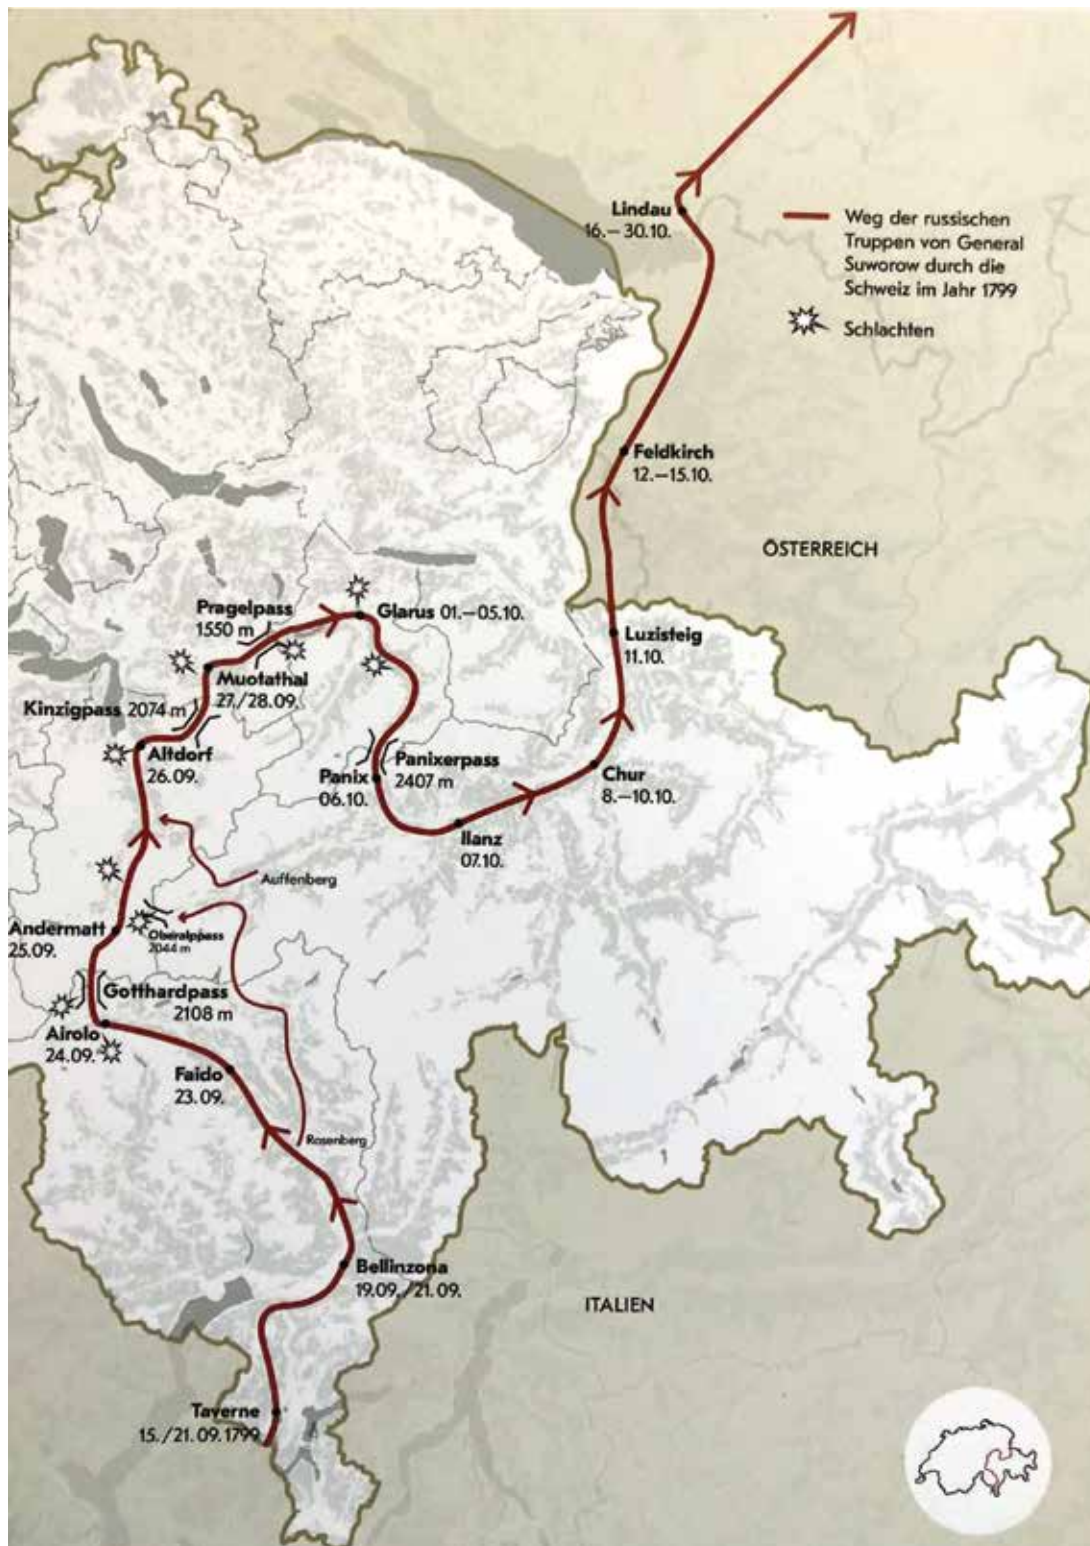 Lindau
16.–30.10.
Weg der russischen
Truppen von General
Suworow durch die
Schweiz im Jahr 1799
Schlachten
Feldkirch
12.–15.10.
ÖSTERREICH
Pragelpass
1550 m
Glarus 01.–05.10.
Luzisteig
11.10.
Muotathal
27./28.09.
Kinzigpass 2074 m
Altdorf
26.09.
Panix
06.10.
Panixerpass
2407 m
Chur
8.–10.10.
Ilanz
07.10.
Auffenberg
Andermatt
25.09.
Oberalppass
2044 m
Gotthardpass
2108 m
Airolo
24.09.
Faido
23.09.
Rosenberg
Bellinzona
19.09./21.09.
ITALIEN
Taverne
15./21.09.1799